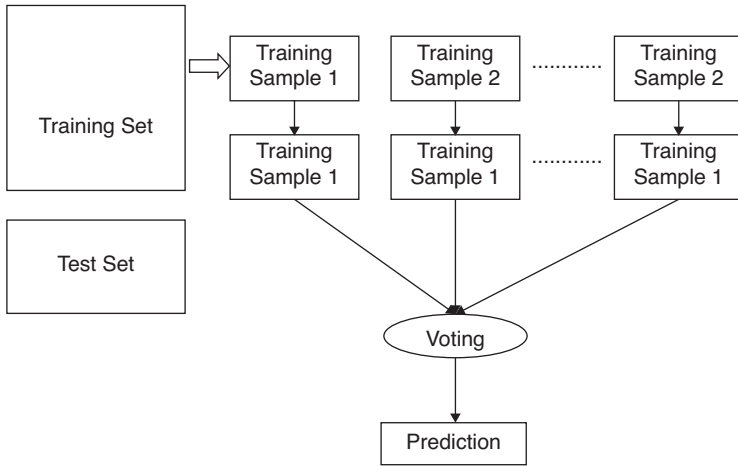 Training Set
Training
Sample 1
Training
Sample 2
............
Training
Sample 2
Training
Sample 1
Training
Sample 1
............
Training
Sample 1
Test Set
Voting
Prediction